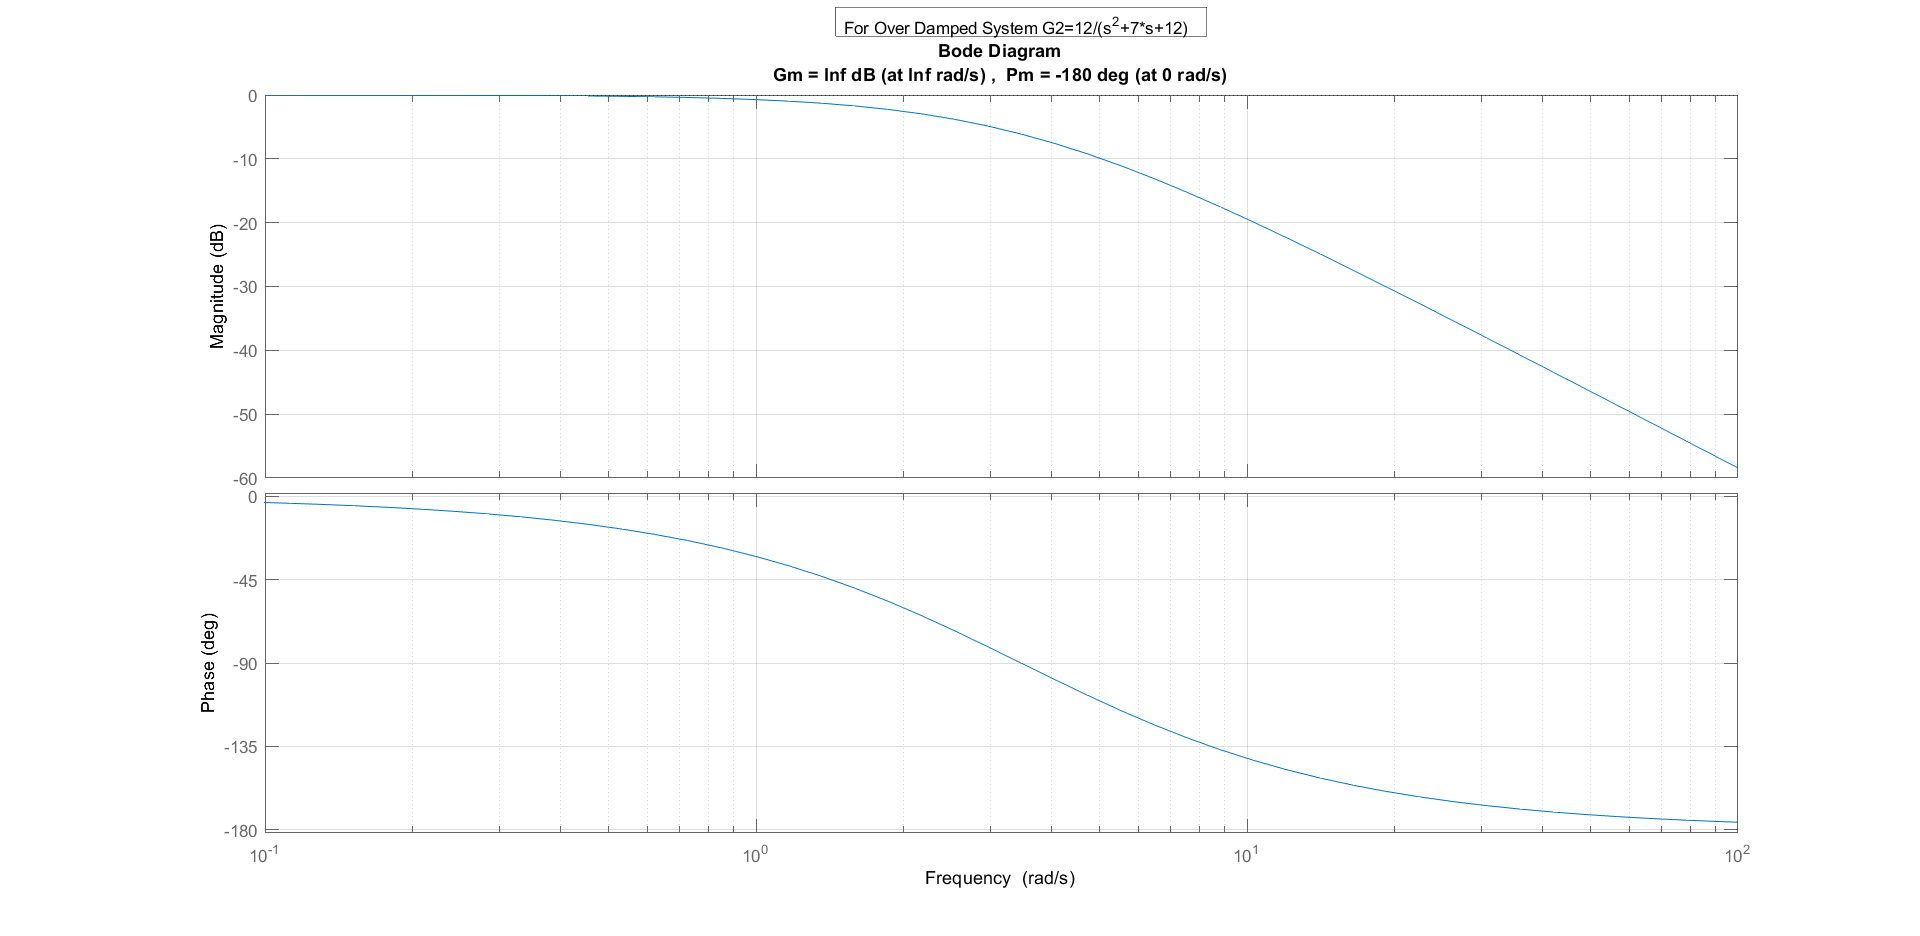 For Over Damped System G2=12/(s²+7*s+12)
Bode Diagram
Gm = Inf dB (at Inf rad/s) ,  Pm = -180 deg (at 0 rad/s)
0
-10
-20
-30
-40
-50
-60
Magnitude (dB)
0
-45
-90
-135
-180
Phase (deg)
10⁻¹
10⁰
10¹
10²
Frequency  (rad/s)